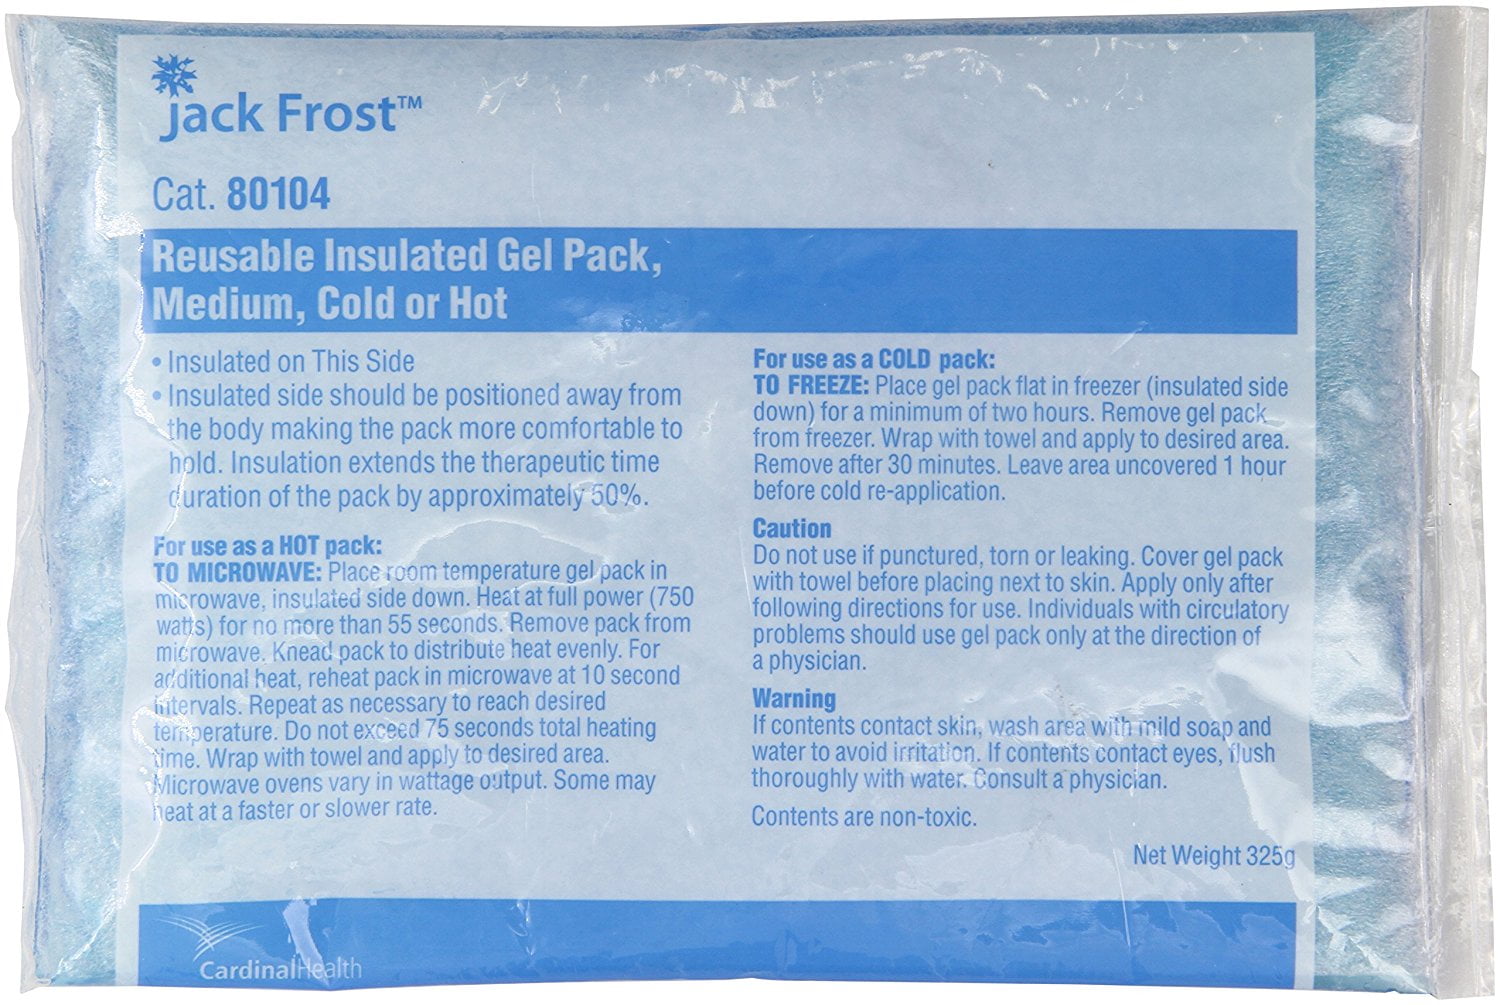 Jack Frost™
Cat. 80104
Reusable Insulated Gel Pack,
Medium, Cold or Hot
• Insulated on This Side
• Insulated side should be positioned away from
the body making the pack more comfortable to
hold. Insulation extends the therapeutic time
duration of the pack by approximately 50%.
For use as a HOT pack:
TO MICROWAVE: Place room temperature gel pack in
microwave, insulated side down. Heat at full power (750
watts) for no more than 55 seconds. Remove pack from
microwave. Knead pack to distribute heat evenly. For
additional heat, reheat pack in microwave at 10 second
intervals. Repeat as necessary to reach desired
temperature. Do not exceed 75 seconds total heating
time. Wrap with towel and apply to desired area.
Microwave ovens vary in wattage output. Some may
heat at a faster or slower rate.
For use as a COLD pack:
TO FREEZE: Place gel pack flat in freezer (insulated side
down) for a minimum of two hours. Remove gel pack
from freezer. Wrap with towel and apply to desired area.
Remove after 30 minutes. Leave area uncovered 1 hour
before cold re-application.
Caution
Do not use if punctured, torn or leaking. Cover gel pack
with towel before placing next to skin. Apply only after
following directions for use. Individuals with circulatory
problems should use gel pack only at the direction of
a physician.
Warning
If contents contact skin, wash area with mild soap and
water to avoid irritation. If contents contact eyes, flush
thoroughly with water. Consult a physician.
Contents are non-toxic.
Net Weight 325g
CardinalHealth